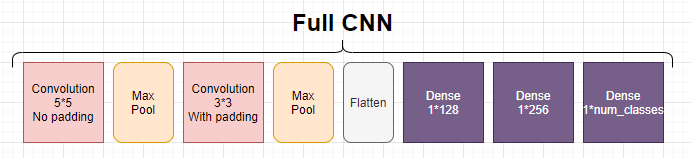 Full CNN
Convolution
5*5
No padding
Max
Pool
Convolution
3*3
With padding
Max
Pool
Flatten
Dense
1*128
Dense
1*256
Dense
1*num_classes